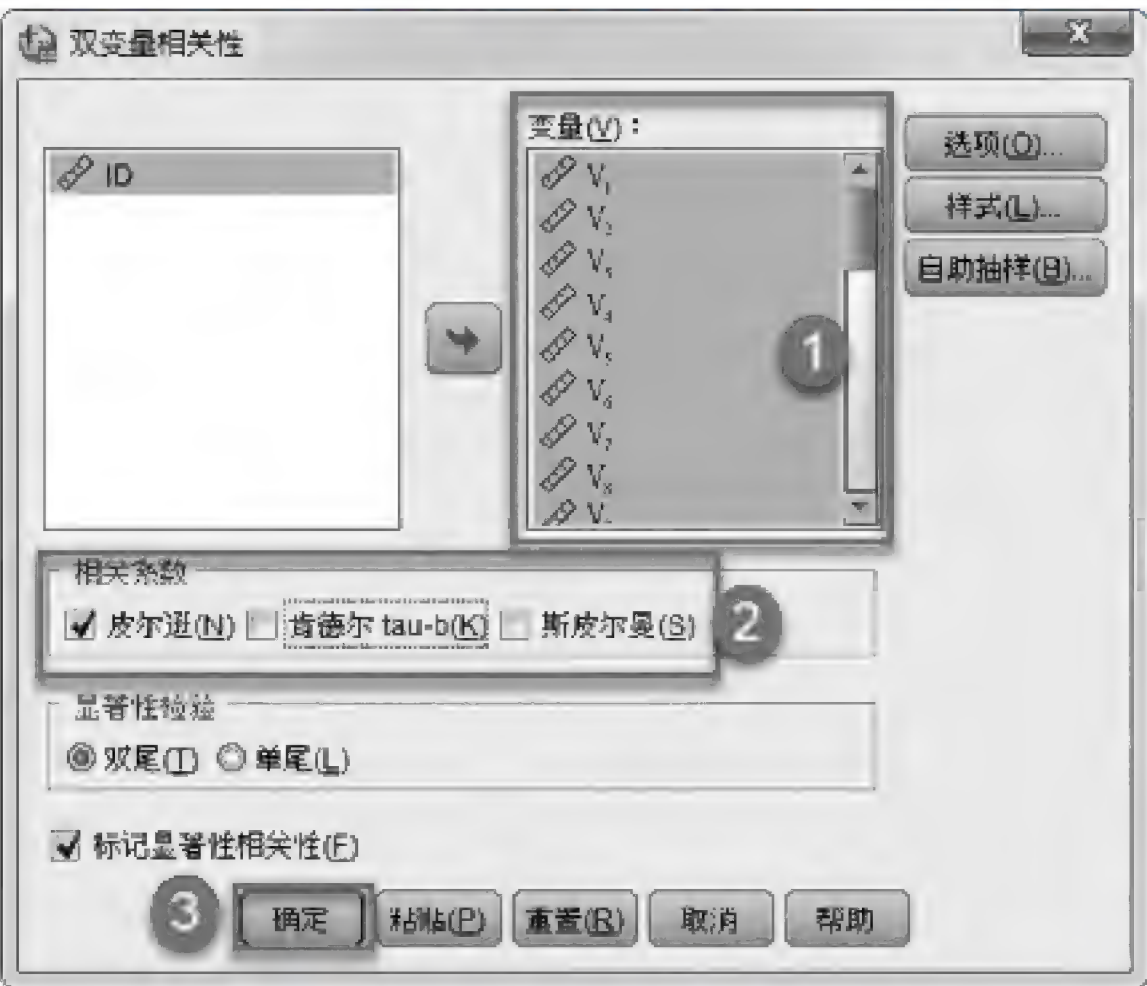 双变量相关性
变量(V)：
ID
V₁
V₂
V₃
V₄
V₅
V₆
V₇
V₈
选项(O)...
样式(L)...
自助抽样(B)...
1
相关系数
皮尔逊(N) 肯德尔 tau-b(K) 斯皮尔曼(S)
2
显著性检验
双尾(T) 单尾(L)
标记显著性相关性(F)
3 确定 粘贴(P) 重置(R) 取消 帮助